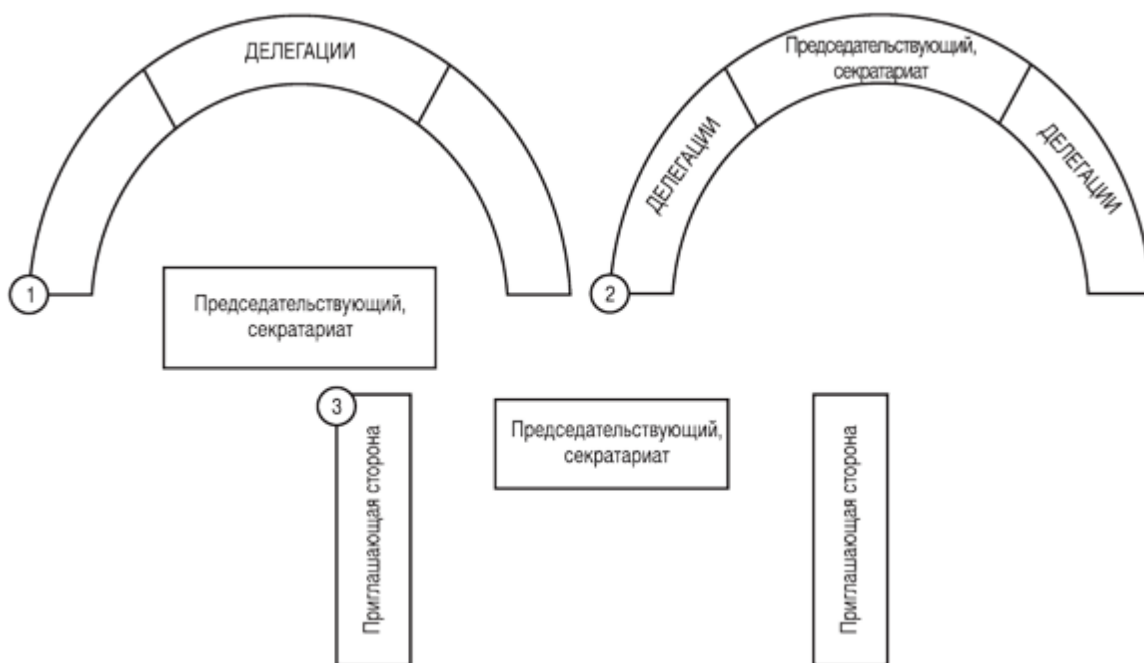 ДЕЛЕГАЦИИ
1
Председательствующий,
секратариат
Председательствующий,
секратариат
ДЕЛЕГАЦИИ
ДЕЛЕГАЦИИ
2
3
Приглашающая сторона
Председательствующий,
секратариат
Приглашающая сторона